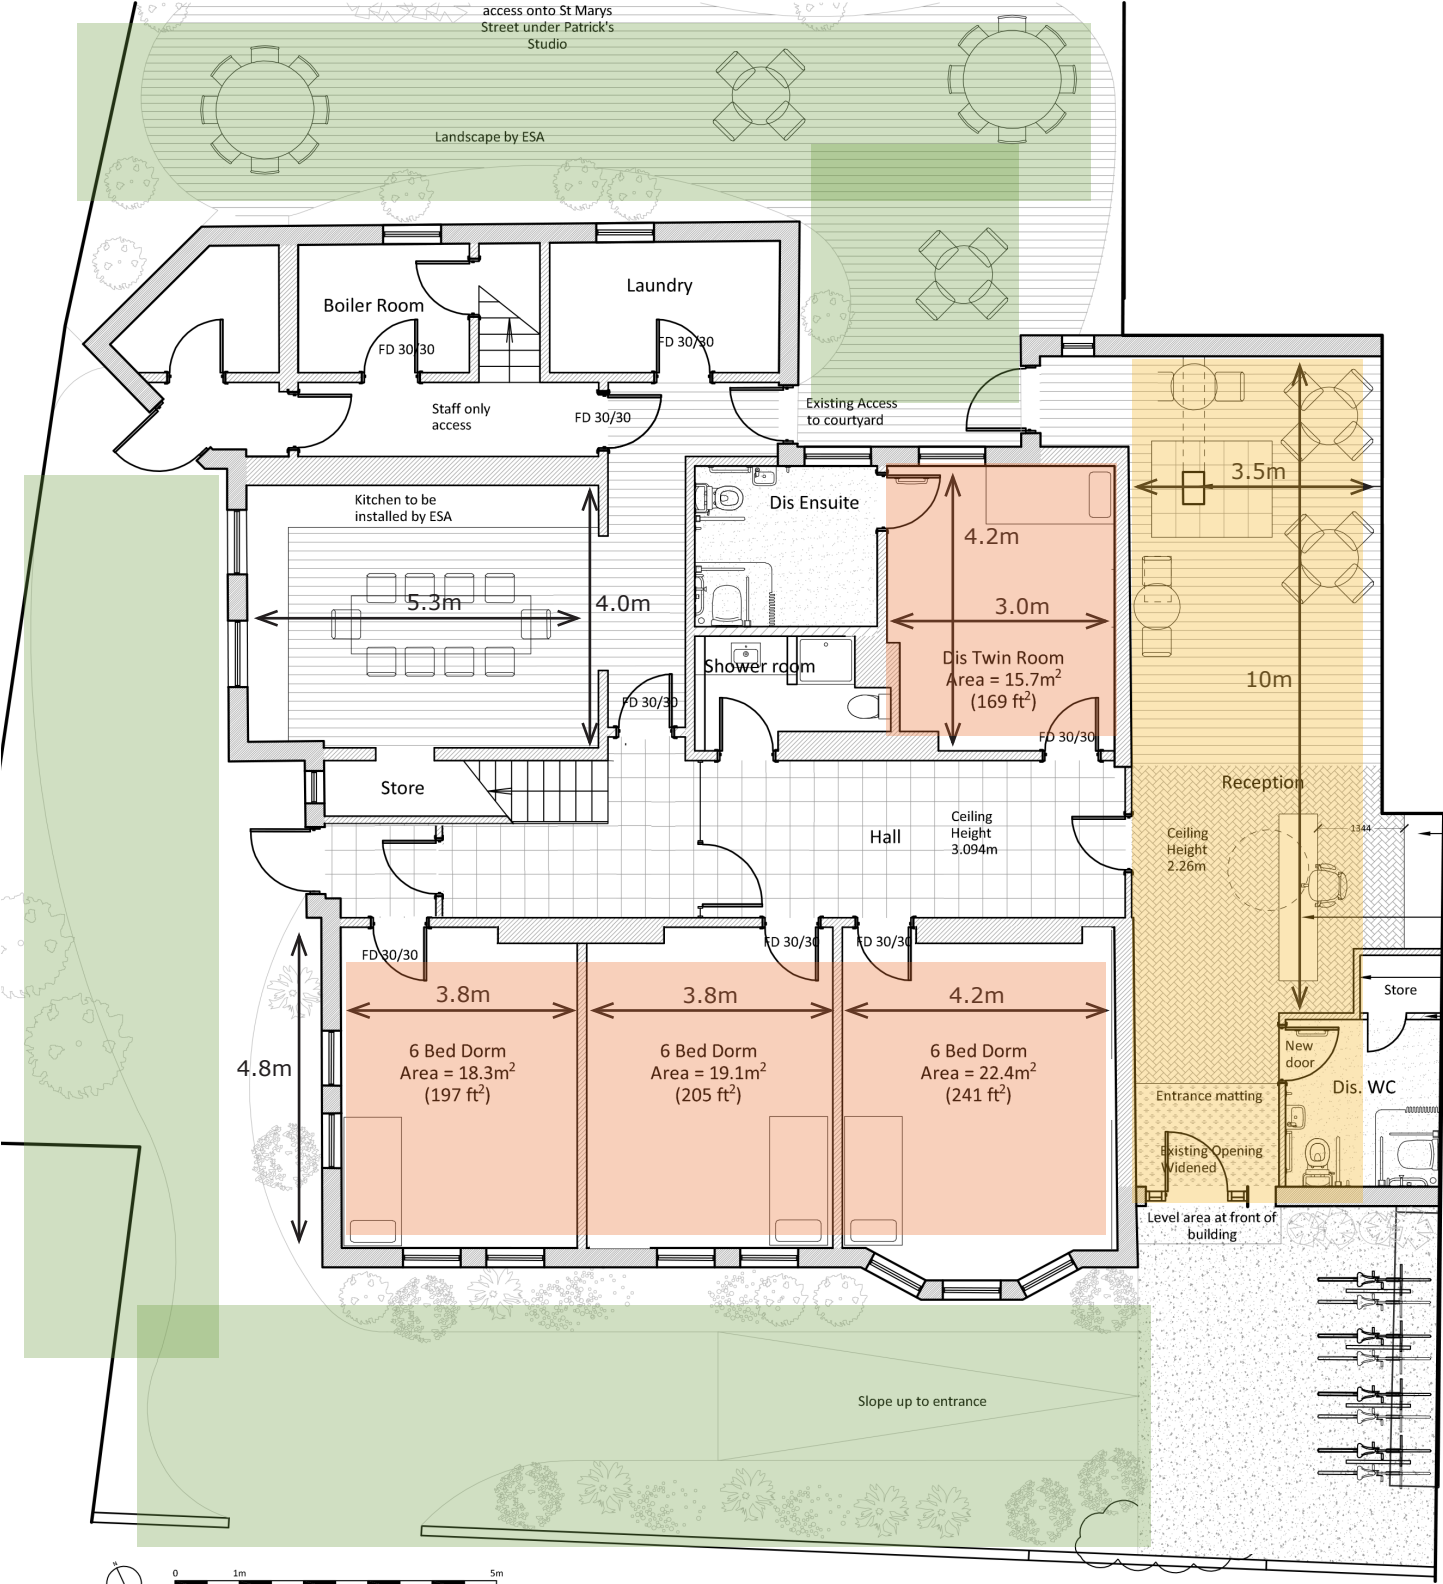 access onto St Marys
Street under Patrick's
Studio
Landscape by ESA
Boiler Room
Laundry
FD 30/30
FD 30/30
Staff only
access
FD 30/30
Existing Access
to courtyard
Kitchen to be
installed by ESA
5.3m
4.0m
Dis Ensuite
4.2m
3.0m
3.5m
Shower room
Dis Twin Room
Area = 15.7m²
(169 ft²)
10m
FD 30/30
FD 30/30
Store
Hall
Ceiling
Height
3.094m
Reception
Ceiling
Height
2.26m
1344
FD 30/30
FD 30/30
FD 30/30
3.8m
3.8m
4.2m
4.8m
6 Bed Dorm
Area = 18.3m²
(197 ft²)
6 Bed Dorm
Area = 19.1m²
(205 ft²)
6 Bed Dorm
Area = 22.4m²
(241 ft²)
Store
New
door
Dis. WC
Entrance matting
Existing Opening
Widened
Level area at front of
building
Slope up to entrance
N
0 1m 5m